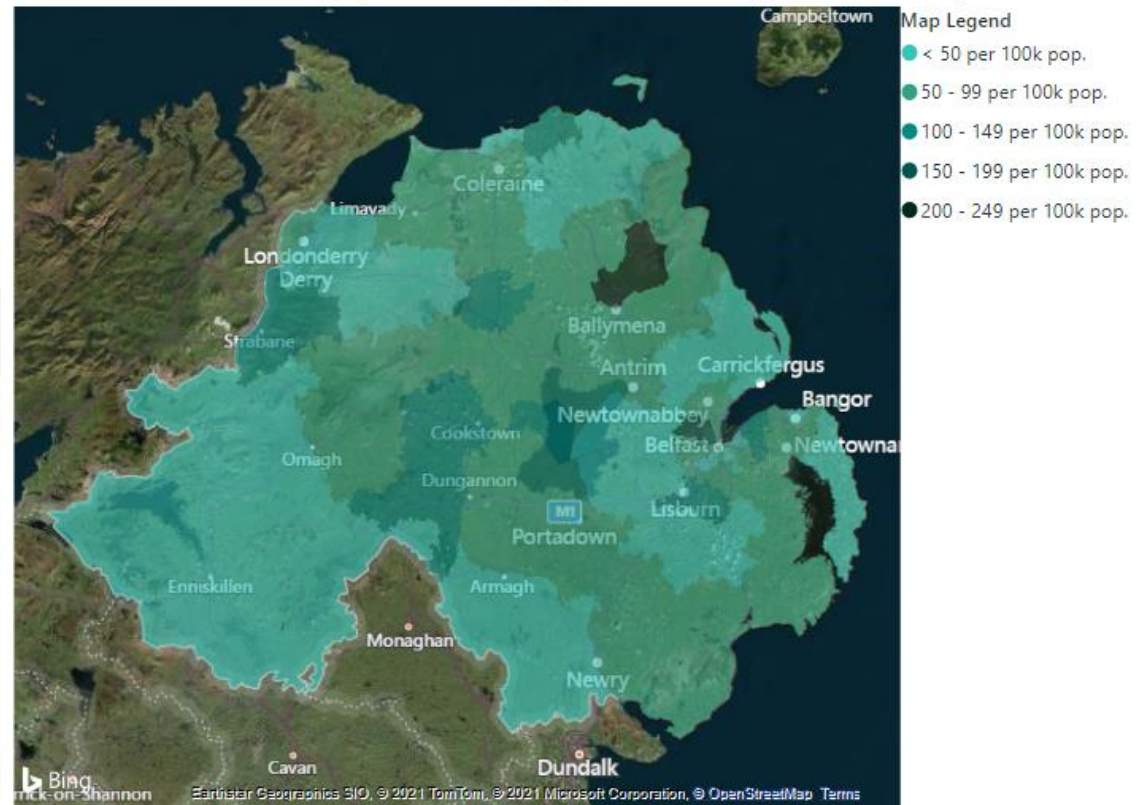 Campbeltown
Map Legend
< 50 per 100k pop.
50 - 99 per 100k pop.
100 - 149 per 100k pop.
150 - 199 per 100k pop.
200 - 249 per 100k pop.
Coleraine
Limavady
Londonderry
Derry
Strabane
Ballymena
Antrim
Carrickfergus
Bangor
Newtownabbey
Cookstown
Belfast
Newtowna
Omagh
Dungannon
Lisburn
M1
Portadown
Enniskillen
Armagh
Monaghan
Newry
Cavan
Dundalk
Bing
rrick-on-Shannon
Earthstar Geographics SIO, © 2021 TomTom, © 2021 Microsoft Corporation, © OpenStreetMap Terms